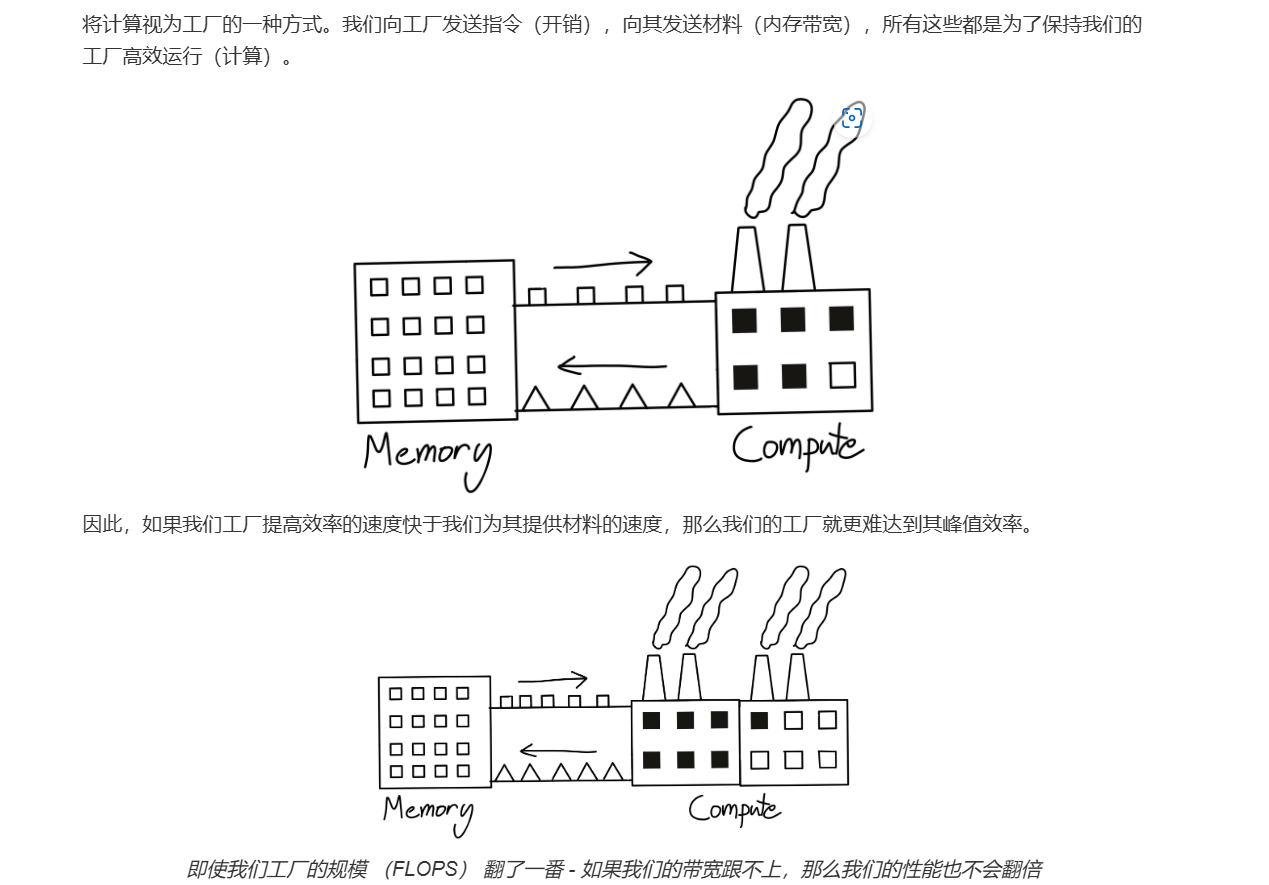 将计算视为工厂的一种方式。我们向工厂发送指令（开销），向其发送材料（内存带宽），所有这些都是为了保持我们的
工厂高效运行（计算）。
Memory
Compute
因此，如果我们工厂提高效率的速度快于我们为其提供材料的速度，那么我们的工厂就更难达到其峰值效率。
Memory
Compute
即使我们工厂的规模 （FLOPS） 翻了一番 - 如果我们的带宽跟不上，那么我们的性能也不会翻倍